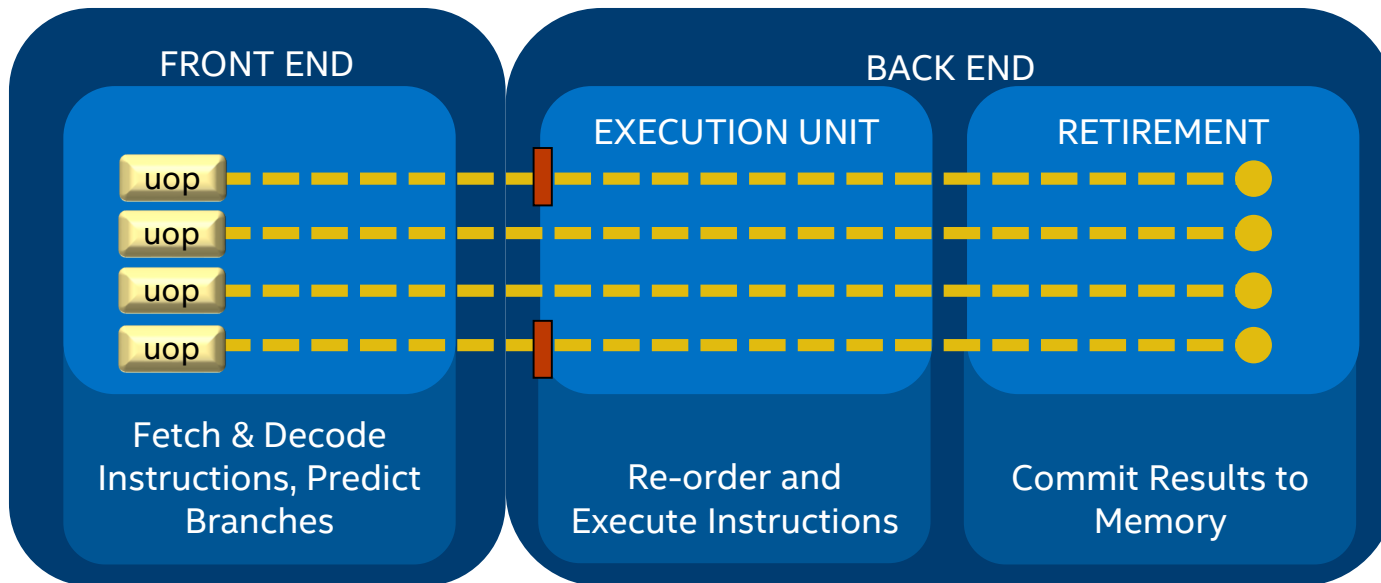 FRONT END
uop
uop
uop
uop
Fetch & Decode
Instructions, Predict
Branches
BACK END
EXECUTION UNIT
Re-order and
Execute Instructions
RETIREMENT
Commit Results to
Memory